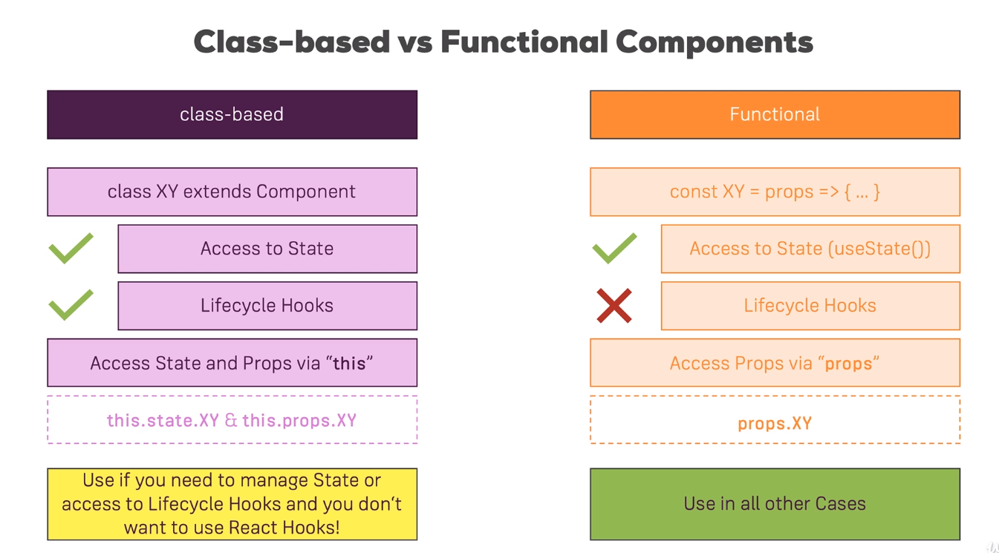 Class-based vs Functional Components
class-based
Functional
class XY extends Component
const XY = props => { … }
Access to State
Access to State (useState())
Lifecycle Hooks
Lifecycle Hooks
Access State and Props via “this”
Access Props via “props”
this.state.XY & this.props.XY
props.XY
Use if you need to manage State or
access to Lifecycle Hooks and you don‘t
want to use React Hooks!
Use in all other Cases